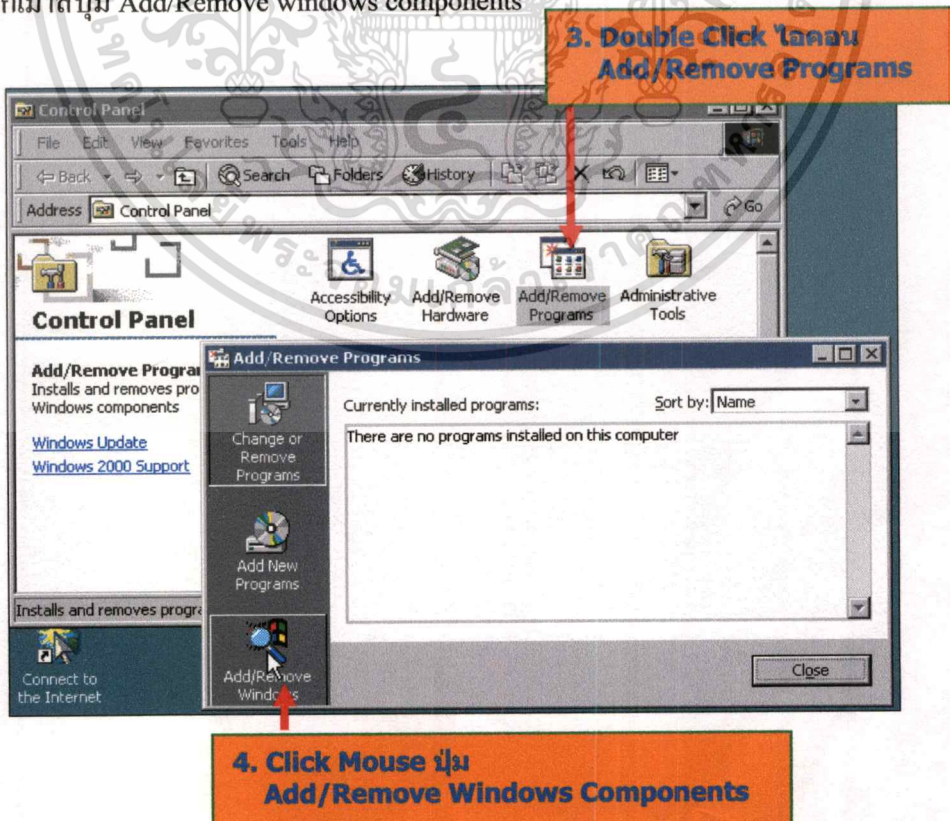 Add/Remove windows components
3. Double Click ไอคอน
Add/Remove Programs
Control Panel
File Edit View Favorites Tools Help
Back Search Folders History
Address Control Panel Go
Control Panel
Accessibility Options
Add/Remove Hardware
Add/Remove Programs
Administrative Tools
Installs and removes
Windows components
Windows Update
Windows 2000 Support
Installs and removes
Connect to
the Internet
Add/Remove Programs
Change or
Remove
Programs
Add New
Programs
Add/Remove
Windows
Currently installed programs: Sort by: Name
There are no programs installed on this computer
Close
4. Click Mouse ปุ่ม
Add/Remove Windows Components